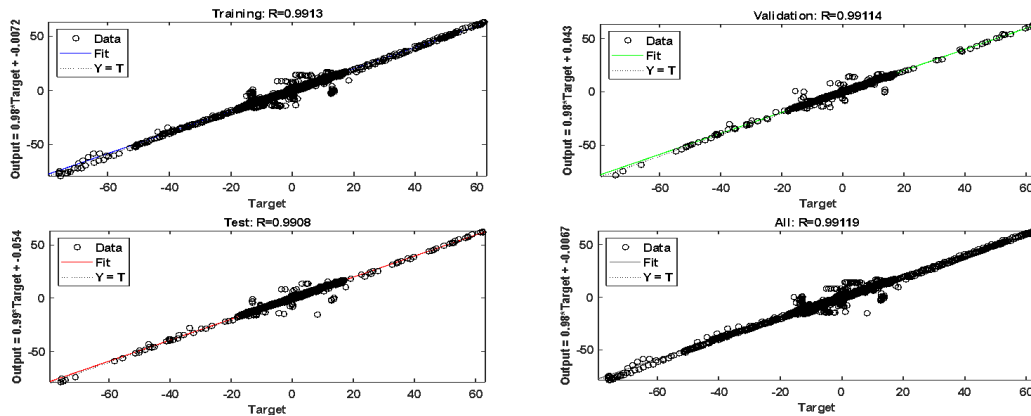 Training: R=0.9913
Output = 0.98*Target + -0.0072
Data
Fit
Y = T
50
0
-50
-60 -40 -20 0 20 40 60
Target
Validation: R=0.99114
Output = 0.98*Target + 0.043
Data
Fit
Y = T
50
0
-50
-60 -40 -20 0 20 40 60
Target
Test: R=0.9908
Output = 0.99*Target + -0.054
Data
Fit
Y = T
50
0
-50
-60 -40 -20 0 20 40 60
Target
All: R=0.99119
Output = 0.98*Target + -0.0067
Data
Fit
Y = T
50
0
-50
-60 -40 -20 0 20 40 60
Target